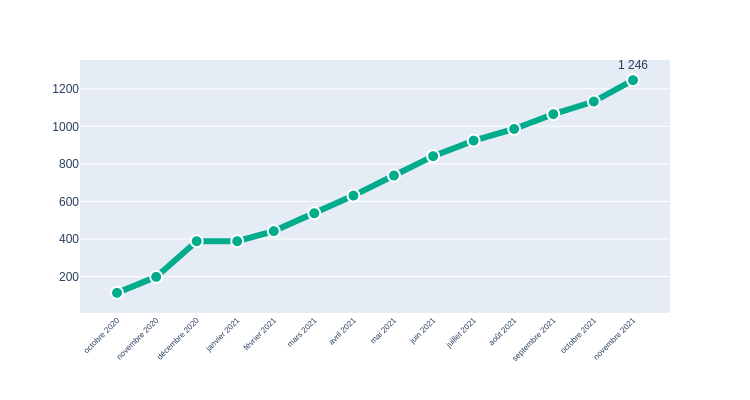 1 246
1200
1000
800
600
400
200
octobre 2020
novembre 2020
décembre 2020
janvier 2021
février 2021
mars 2021
avril 2021
mai 2021
juin 2021
juillet 2021
août 2021
septembre 2021
octobre 2021
novembre 2021